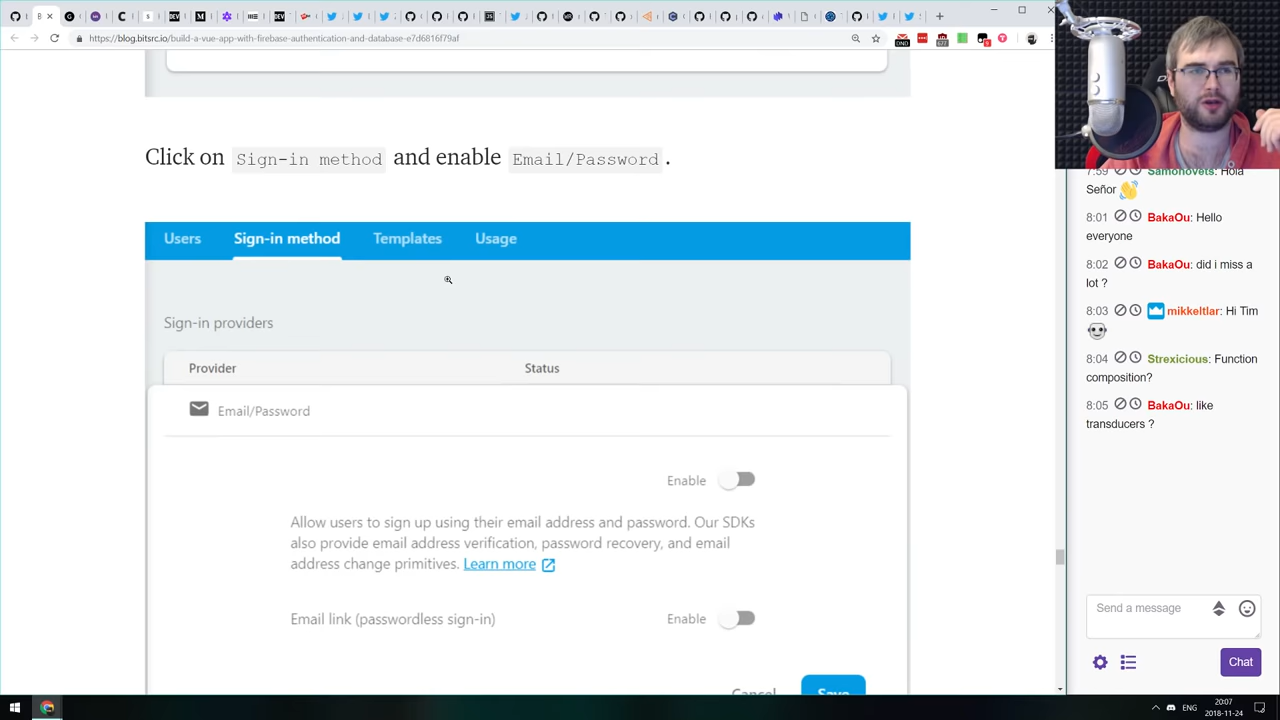 https://blog.bitsrc.io/build-a-vue-app-with-firebase-authentication-and-database-e7d6816f79af
Click on Sign-in method and enable Email/Password.
Users Sign-in method Templates Usage
Sign-in providers
Provider Status
Email/Password
Enable
Allow users to sign up using their email address and password. Our SDKs
also provide email address verification, password recovery, and email
address change primitives. Learn more
Email link (passwordless sign-in) Enable
Cancel Save
7:59 Samohovets: Hola
Señor
8:01 BakaOu: Hello
everyone
8:02 BakaOu: did i miss a
lot ?
8:03 mikkeltlar: Hi Tim
8:04 Strexicious: Function
composition?
8:05 BakaOu: like
transducers ?
Send a message
Chat
ENG
20:07
2018-11-24